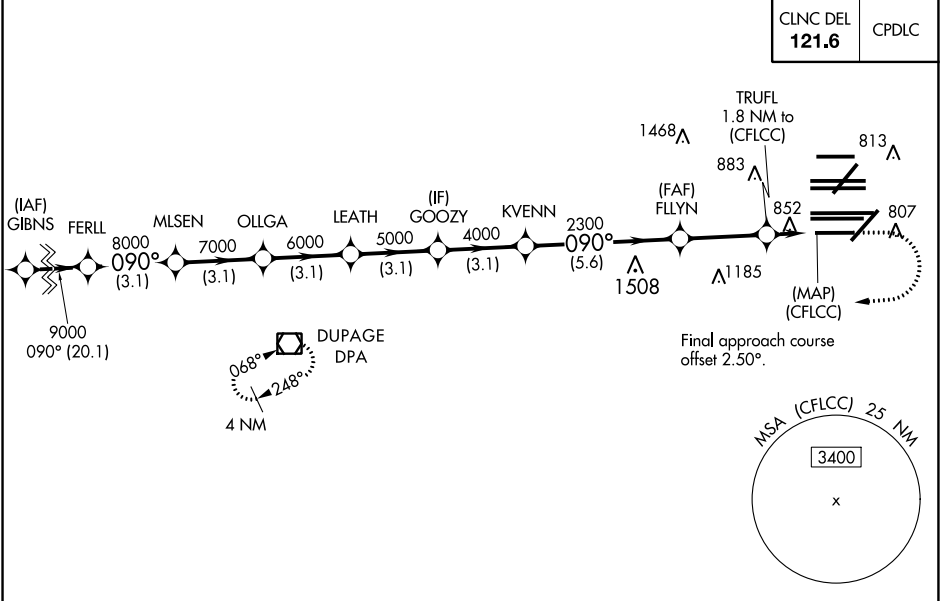 CLNC DEL
121.6
CPDLC
TRUFL
1.8 NM to
(CFLCC)
1468
813
883
(IAF)
GIBNS
FERLL
MLSEN
OLLGA
LEATH
(IF)
GOOZY
KVENN
(FAF)
FLLYN
852
807
8000
090°
(3.1)
7000
(3.1)
6000
(3.1)
5000
(3.1)
4000
(3.1)
2300
090°
(5.6)
1508
1185
(MAP)
(CFLCC)
9000
090° (20.1)
DUPAGE
DPA
068°
248°
4 NM
Final approach course
offset 2.50°.
MSA (CFLCC) 25 NM
3400
x